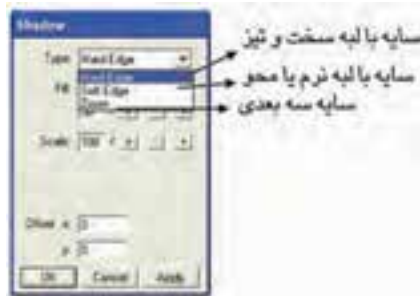 Shadow
Type: Hard Edge
Hard Edge
Soft Edge
Zoom
Fill:
Scale: 100
Offset x: 0
y: 0
OK Cancel Apply
سایه با لبه سخت و تیز
سایه با لبه نرم یا محو
سایه سه بعدی